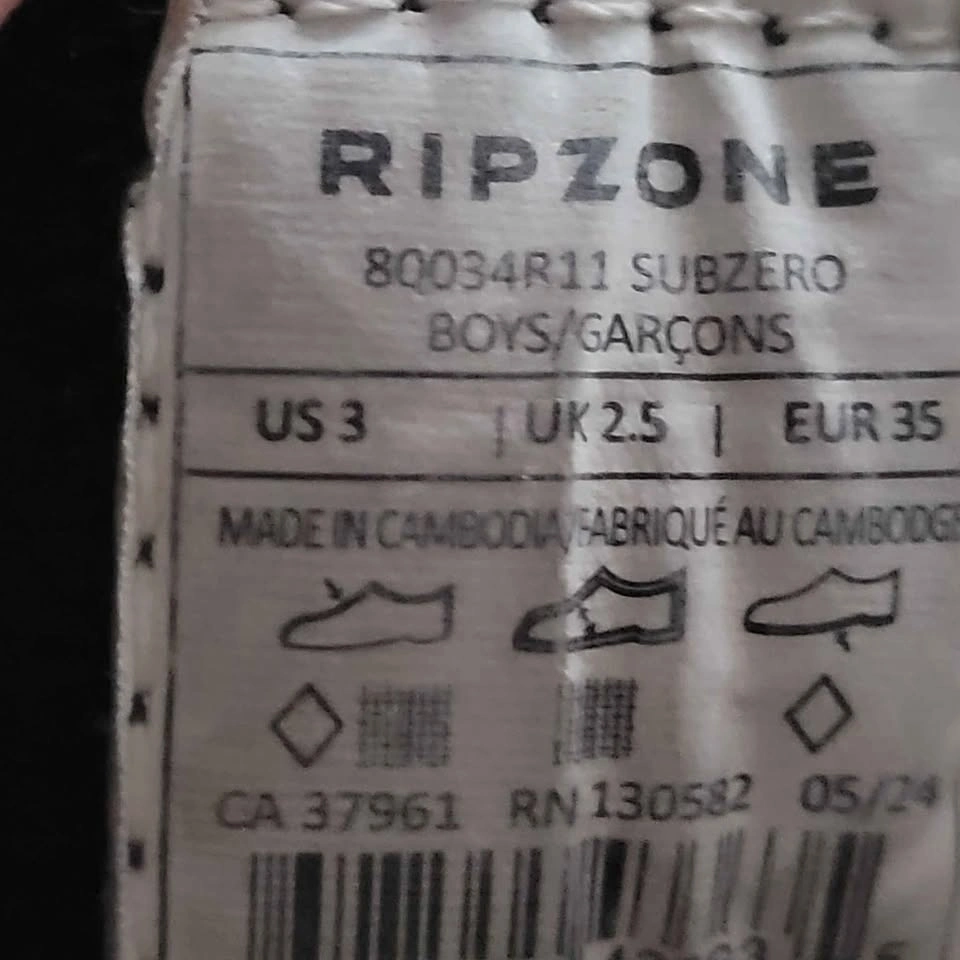 RIPZONE
80034R11 SUBZERO
BOYS/GARÇONS
US 3 | UK 2.5 | EUR 35
MADE IN CAMBODIA/FABRIQUÉ AU CAMBODGE
CA 37961 RN 130582 05/24